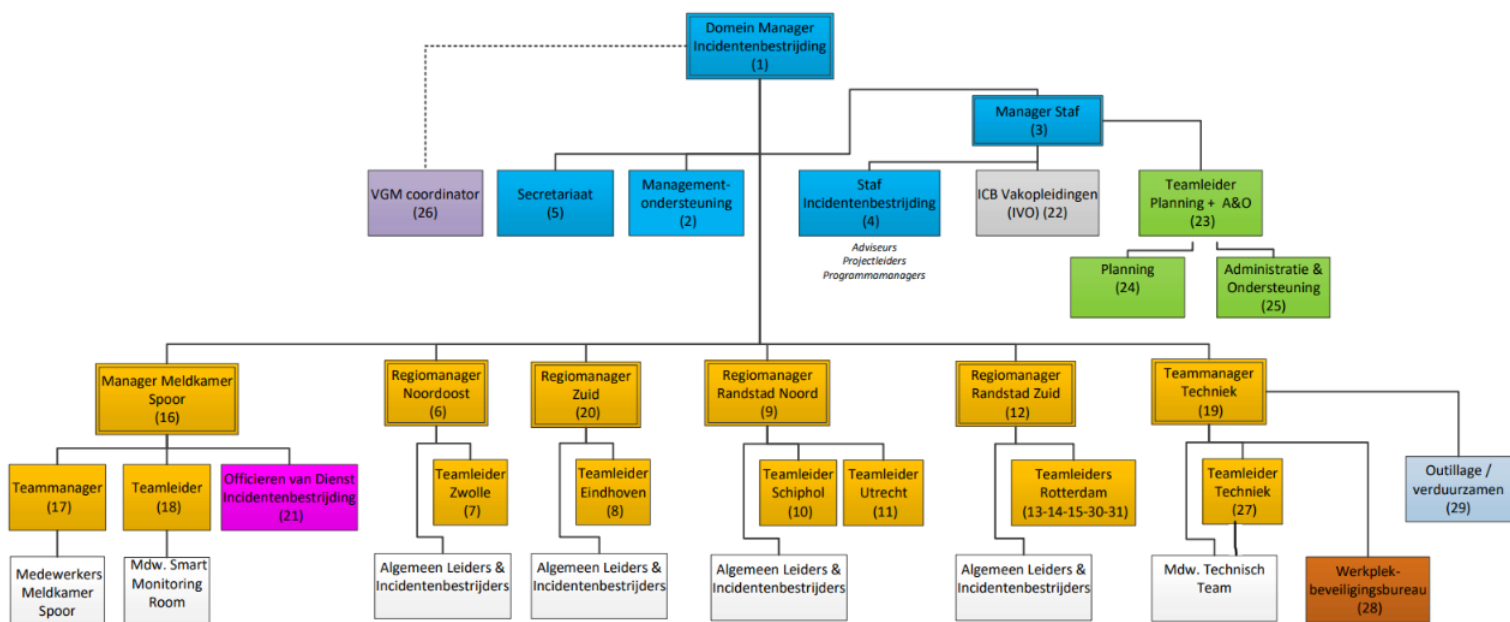 Domein Manager
Incidentenbestrijding
(1)
Manager Staf
(3)
VGM coordinator
(26)
Secretariaat
(5)
Management-
ondersteuning
(2)
Staf
Incidentenbestrijding
(4)
Adviseurs
Projectleiders
Programmamanagers
ICB Vakopleidingen
(IVO) (22)
Teamleider
Planning + A&O
(23)
Planning
(24)
Administratie &
Ondersteuning
(25)
Manager Meldkamer
Spoor
(16)
Regiomanager
Noordoost
(6)
Regiomanager
Zuid
(20)
Regiomanager
Randstad Noord
(9)
Regiomanager
Randstad Zuid
(12)
Teammanager
Techniek
(19)
Teammanager
(17)
Teamleider
(18)
Officieren van Dienst
Incidentenbestrijding
(21)
Teamleider
Zwolle
(7)
Teamleider
Eindhoven
(8)
Teamleider
Schiphol
(10)
Teamleider
Utrecht
(11)
Teamleiders
Rotterdam
(13-14-15-30-31)
Teamleider
Techniek
(27)
Outillage /
verduurzamen
(29)
Medewerkers
Meldkamer
Spoor
Mdw. Smart
Monitoring
Room
Algemeen Leiders &
Incidentenbestrijders
Algemeen Leiders &
Incidentenbestrijders
Algemeen Leiders &
Incidentenbestrijders
Algemeen Leiders &
Incidentenbestrijders
Mdw. Technisch
Team
Werkplek-
beveiligingsbureau
(28)